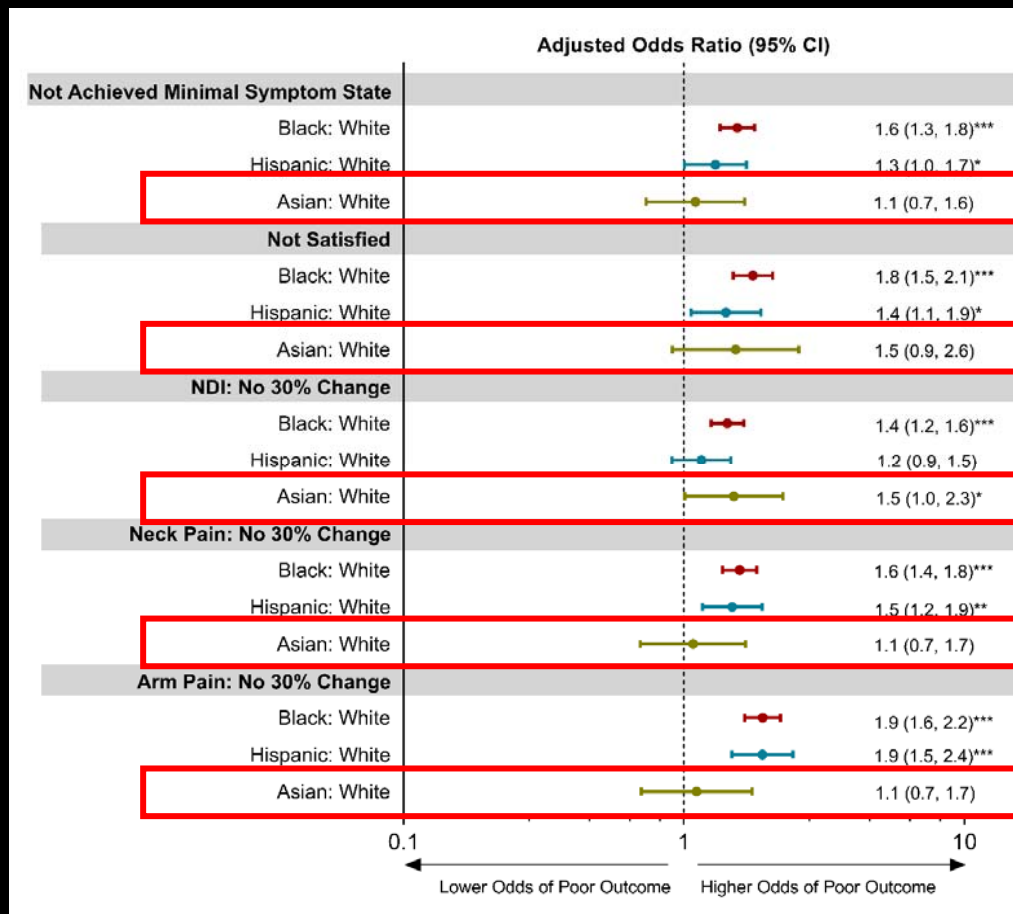 Adjusted Odds Ratio (95% CI)
Not Achieved Minimal Symptom State
Black: White 1.6 (1.3, 1.8)***
Hispanic: White 1.3 (1.0, 1.7)*
Asian: White 1.1 (0.7, 1.6)
Not Satisfied
Black: White 1.8 (1.5, 2.1)***
Hispanic: White 1.4 (1.1, 1.9)*
Asian: White 1.5 (0.9, 2.6)
NDI: No 30% Change
Black: White 1.4 (1.2, 1.6)***
Hispanic: White 1.2 (0.9, 1.5)
Asian: White 1.5 (1.0, 2.3)*
Neck Pain: No 30% Change
Black: White 1.6 (1.4, 1.8)***
Hispanic: White 1.5 (1.2, 1.9)**
Asian: White 1.1 (0.7, 1.7)
Arm Pain: No 30% Change
Black: White 1.9 (1.6, 2.2)***
Hispanic: White 1.9 (1.5, 2.4)***
Asian: White 1.1 (0.7, 1.7)
0.1 1 10
Lower Odds of Poor Outcome Higher Odds of Poor Outcome